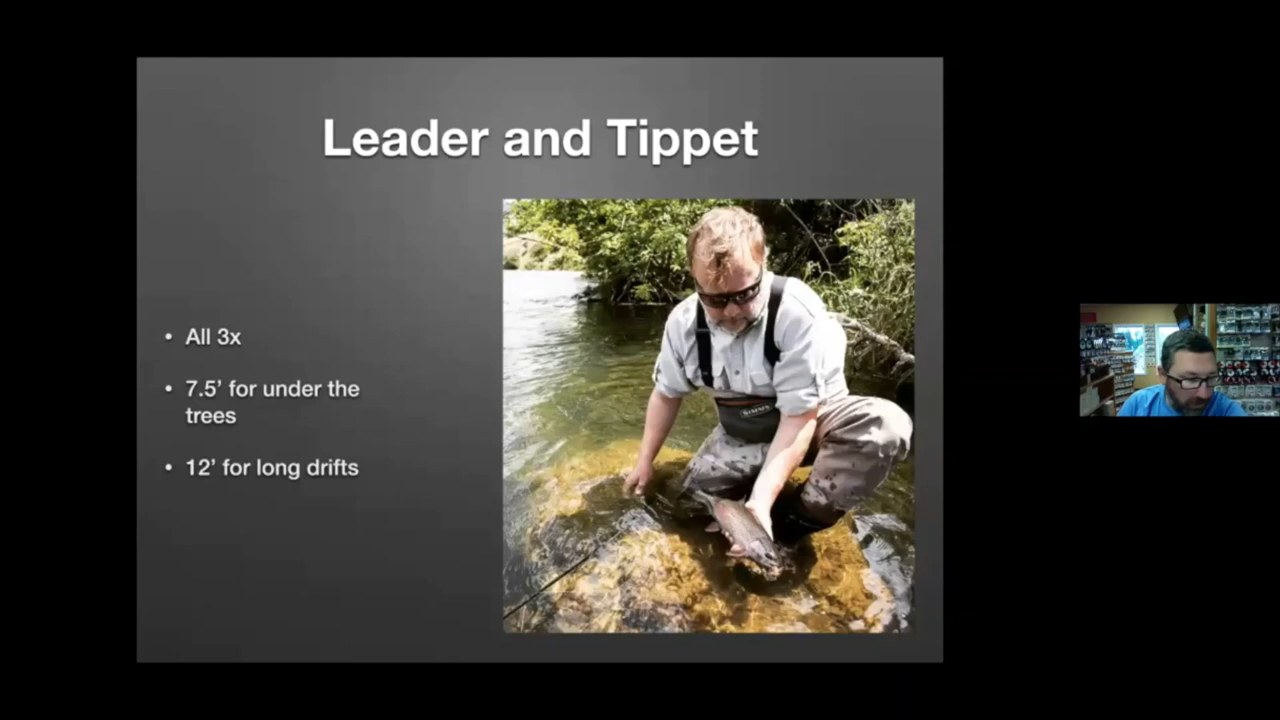 Leader and Tippet
• All 3x
• 7.5’ for under the
trees
• 12’ for long drifts
SIMMS